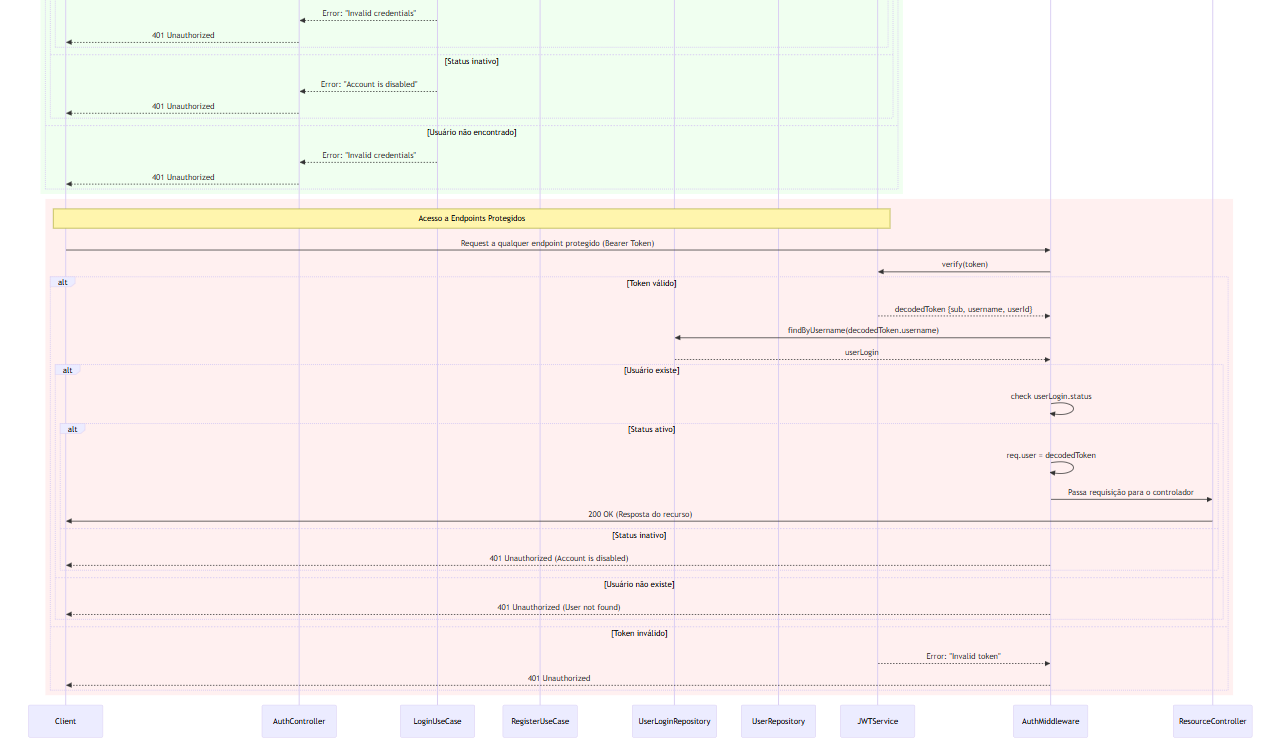 Error: "Invalid credentials"
401 Unauthorized
[Status inativo]
Error: "Account is disabled"
401 Unauthorized
[Usuário não encontrado]
Error: "Invalid credentials"
401 Unauthorized
Acesso a Endpoints Protegidos
Request a qualquer endpoint protegido (Bearer Token)
verify(token)
alt
[Token válido]
decodedToken {sub, username, userId}
findByUsername(decodedToken.username)
userLogin
alt
[Usuário existe]
check userLogin.status
alt
[Status ativo]
req.user = decodedToken
Passa requisição para o controlador
200 OK (Resposta do recurso)
[Status inativo]
401 Unauthorized (Account is disabled)
[Usuário não existe]
401 Unauthorized (User not found)
[Token inválido]
Error: "Invalid token"
401 Unauthorized
Client
AuthController
LoginUseCase
RegisterUseCase
UserLoginRepository
UserRepository
JWTService
AuthMiddleware
ResourceController